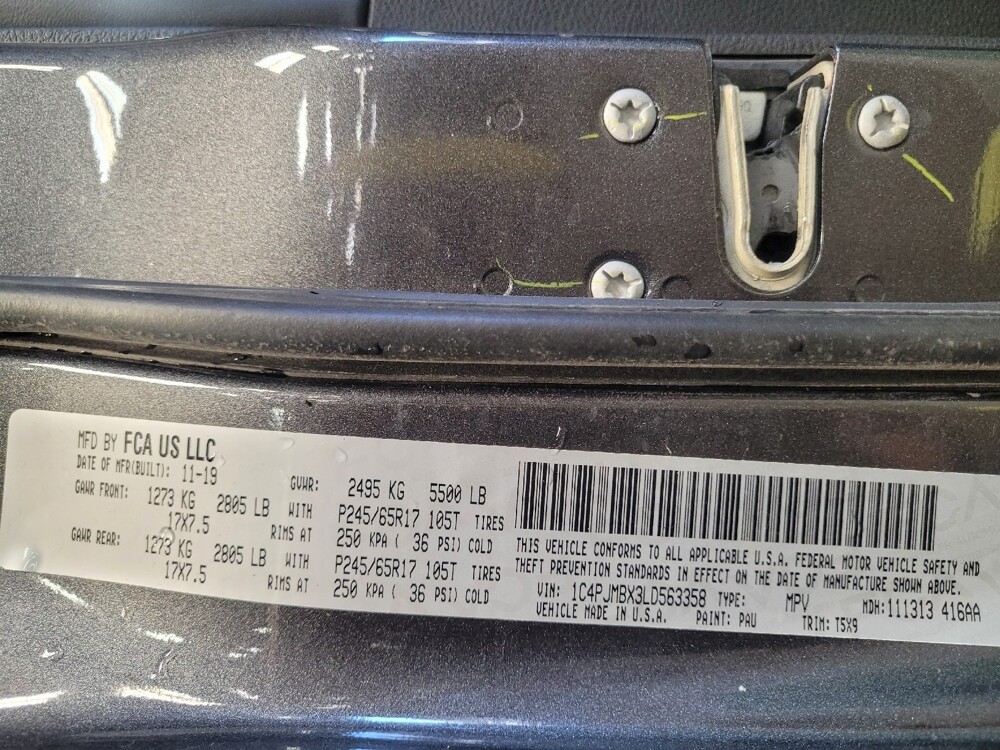 MFD BY FCA US LLC
DATE OF MFR(BUILT): 11-19
GVWR: 2495 KG 5500 LB
GAWR FRONT: 1273 KG 2805 LB WITH P245/65R17 105T TIRES
17X7.5 RIMS AT 250 KPA ( 36 PSI) COLD
GAWR REAR: 1273 KG 2805 LB WITH P245/65R17 105T TIRES
17X7.5 RIMS AT 250 KPA ( 36 PSI) COLD
THIS VEHICLE CONFORMS TO ALL APPLICABLE U.S.A. FEDERAL MOTOR VEHICLE SAFETY AND
THEFT PREVENTION STANDARDS IN EFFECT ON THE DATE OF MANUFACTURE SHOWN ABOVE.
VIN: 1C4PJMBX3LD563358 TYPE: MPV MDH:111313 416AA
VEHICLE MADE IN U.S.A. PAINT: PAU TRIM: T5X9